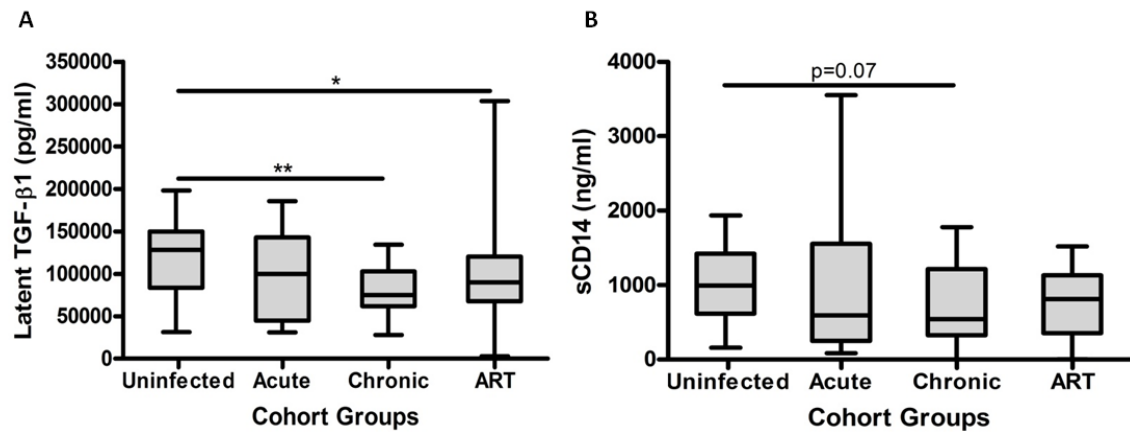 A
Latent TGF-β1 (pg/ml)
350000
300000
250000
200000
150000
100000
50000
0
*
**
Uninfected Acute Chronic ART
Cohort Groups
B
sCD14 (ng/ml)
4000
3000
2000
1000
0
p=0.07
Uninfected Acute Chronic ART
Cohort Groups